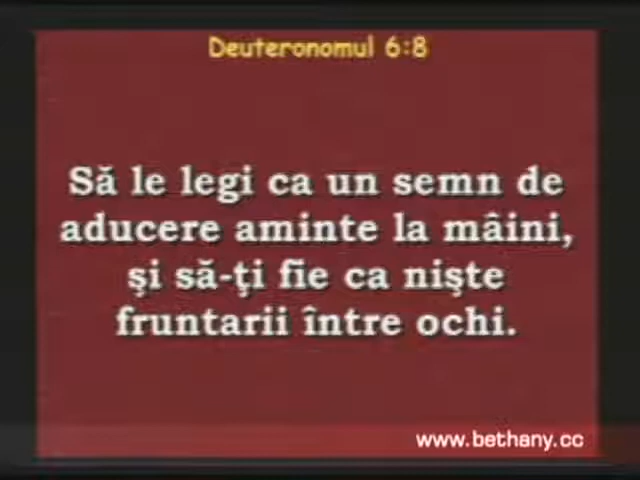 Deuteronomul 6:8
Să le legi ca un semn de
aducere aminte la mâini,
şi să-ţi fie ca nişte
fruntarii între ochi.
www.bethany.cc